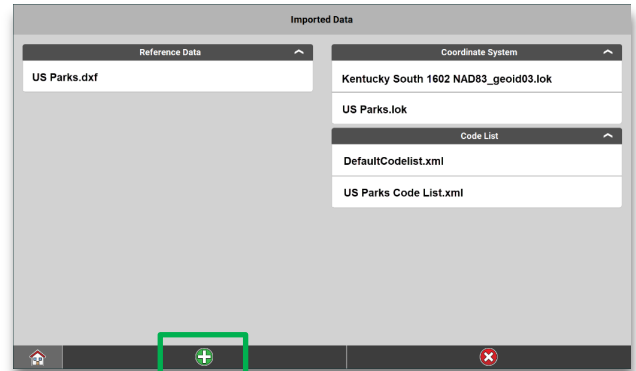 Imported Data
Reference Data
US Parks.dxf
Coordinate System
Kentucky South 1602 NAD83_geoid03.lok
US Parks.lok
Code List
DefaultCodelist.xml
US Parks Code List.xml